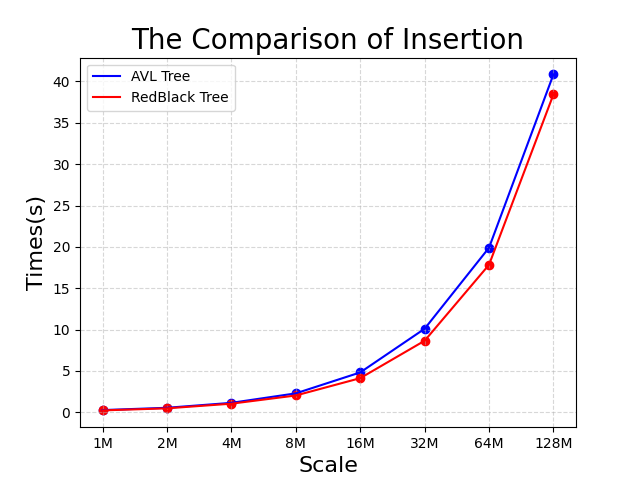 The Comparison of Insertion
AVL Tree
RedBlack Tree
Times(s)
40
35
30
25
20
15
10
5
0
1M 2M 4M 8M 16M 32M 64M 128M
Scale